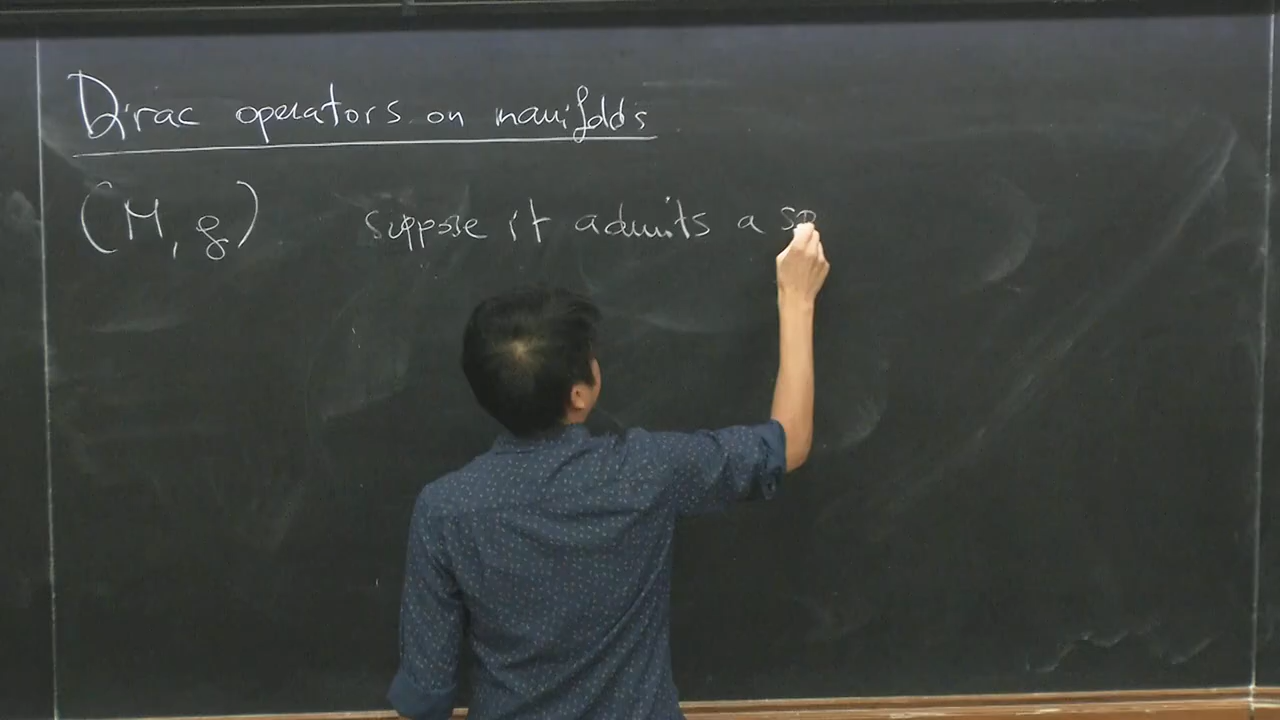 Dirac operators on manifolds
(M, g) suppose it admits a sp